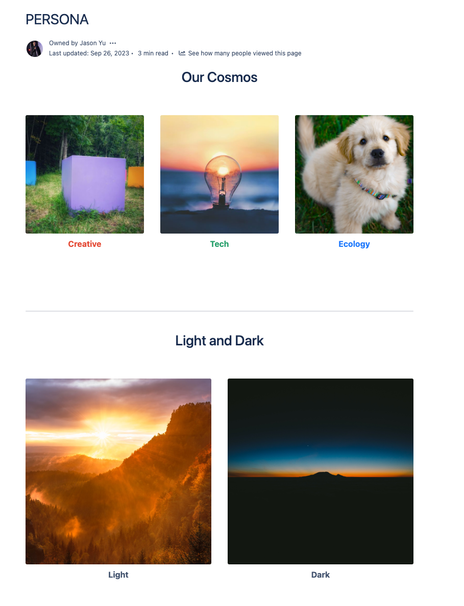 PERSONA
Owned by Jason Yu •••
Last updated: Sep 26, 2023 • 3 min read • See how many people viewed this page
Our Cosmos
Creative
Tech
Ecology
Light and Dark
Light
Dark